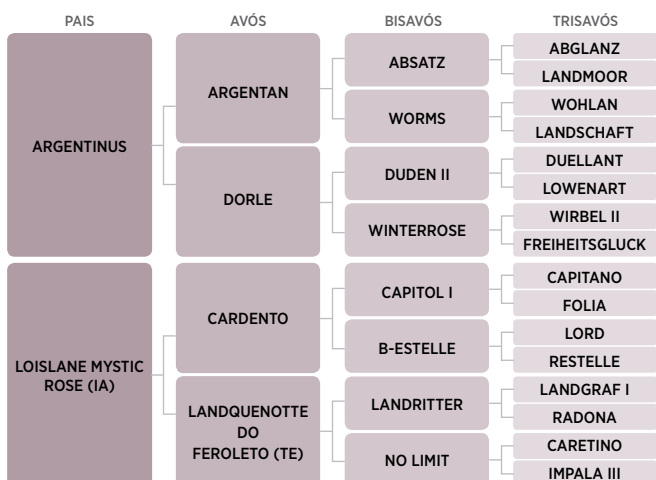 PAIS
AVÓS
BISAVÓS
TRISAVÓS
ARGENTINUS
ARGENTAN
ABSATZ
ABGLANZ
LANDMOOR
WORMS
WOHLAN
LANDSCHAFT
DORLE
DUDEN II
DUELLANT
LOWENART
WINTERROSE
WIRBEL II
FREIHEITSGLUCK
LOISLANE MYSTIC
ROSE (IA)
CARDENTO
CAPITOL I
CAPITANO
FOLIA
B-ESTELLE
LORD
RESTELLE
LANDQUENOTTE
DO
FEROLETO (TE)
LANDRITTER
LANDGRAF I
RADONA
NO LIMIT
CARETINO
IMPALA III